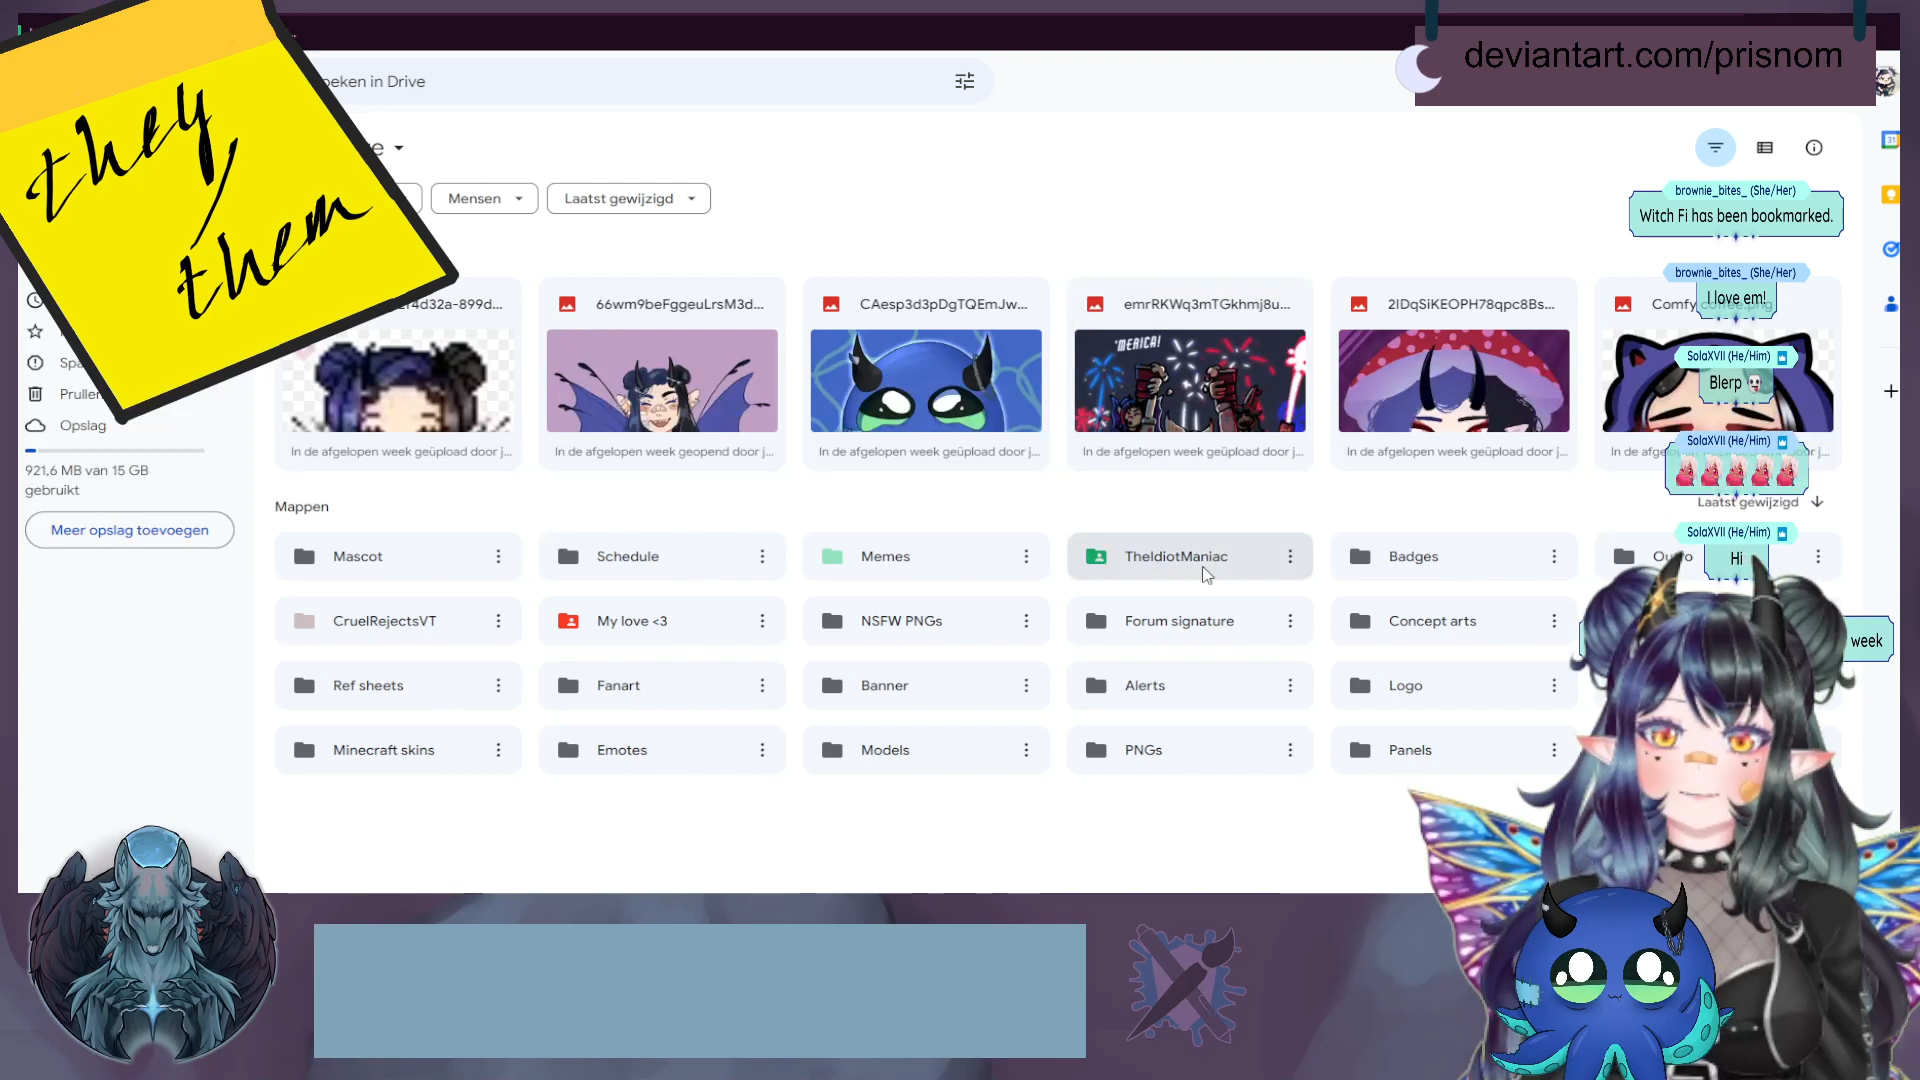 they
/
them
deviantart.com/prisnom
oeken in Drive
Mensen
Laatst gewijzigd
66wm9beFggeuLrsM3d...
CAesp3d3pDgTQEmJw...
emrRKWq3mTGkhmj8u...
2IDqSiKEOPH78qpc8Bs...
'MERICA!
In de afgelopen week geüpload door j...
In de afgelopen week geopend door j...
In de afgelopen week geüpload door j...
In de afgelopen week geüpload door j...
In de afgelopen week geüpload door j...
Opslag
921,6 MB van 15 GB
gebruikt
Meer opslag toevoegen
Mappen
Laatst gewijzigd
Mascot
Schedule
Memes
TheIdiotManiac
Badges
CruelRejectsVT
My love <3
NSFW PNGs
Forum signature
Concept arts
Ref sheets
Fanart
Banner
Alerts
Logo
Minecraft skins
Emotes
Models
PNGs
Panels
brownie_bites_ (She/Her)
Witch Fi has been bookmarked.
brownie_bites_ (She/Her)
I love em!
SolaXVII (He/Him)
Blerp
SolaXVII (He/Him)
SolaXVII (He/Him)
Hi
week
31